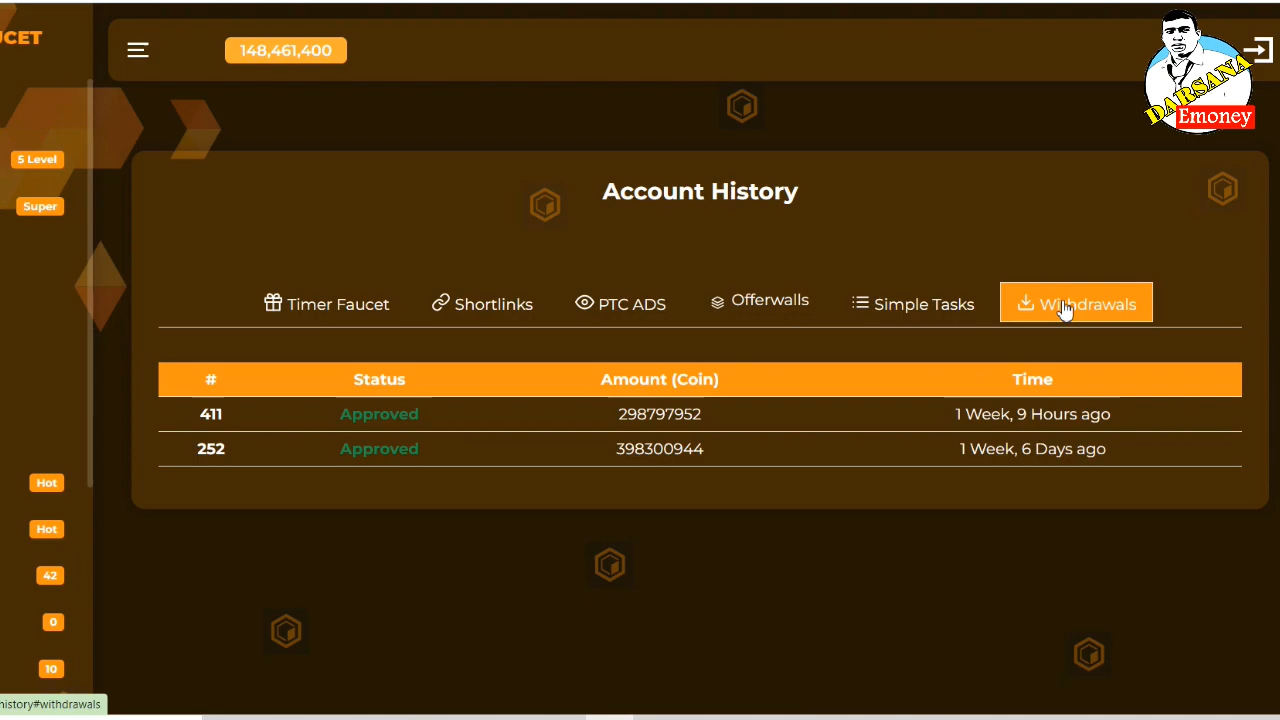 UCET
148,461,400
DARSANA
Emoney
5 Level
Super
Account History
Timer Faucet
Shortlinks
PTC ADS
Offerwalls
Simple Tasks
Withdrawals
# Status Amount (Coin) Time
411 Approved 298797952 1 Week, 9 Hours ago
252 Approved 398300944 1 Week, 6 Days ago
Hot
Hot
42
0
10
history#withdrawals